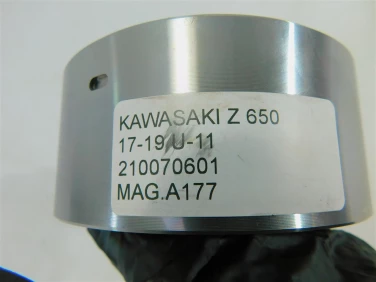 KAWASAKI Z 650
17-19 U-11
210070601
MAG.A177